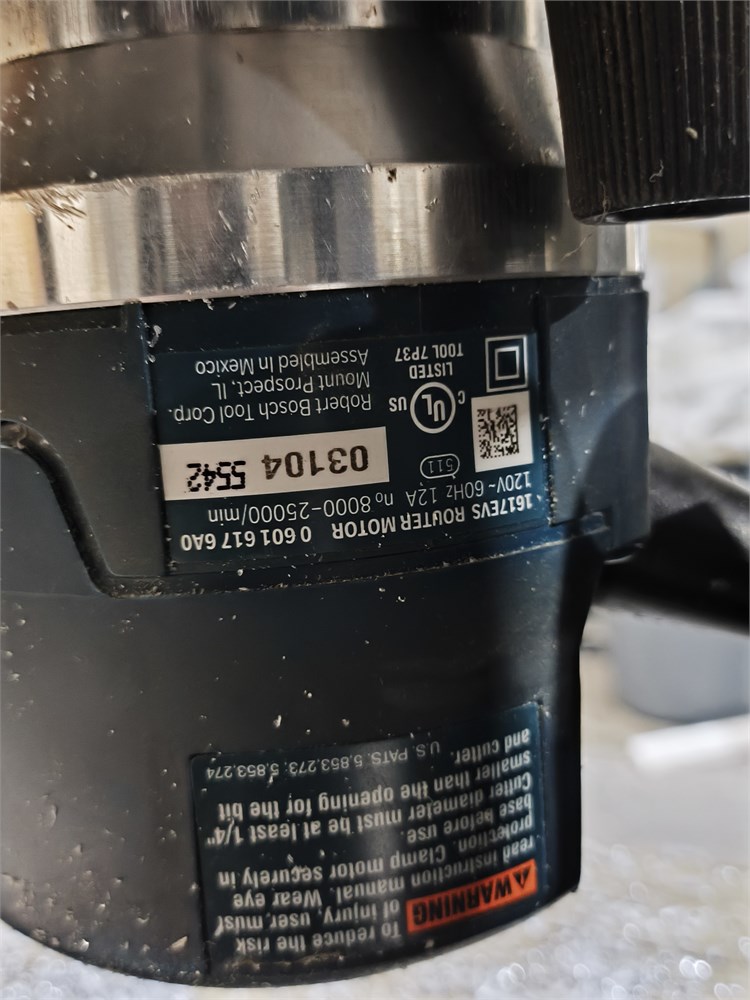 1617EVS ROUTER MOTOR 0 601 617 6A0
120V~60Hz 12A n₀ 8000-25000/min
511
03104 5542
C UL US
LISTED
TOOL 7P37
Robert Bosch Tool Corp.
Mount Prospect, IL
Assembled In Mexico
⚠WARNING To reduce the risk
of injury, user must
read instruction manual. Wear eye
protection. Clamp motor securely in
base before use.
Cutter diameter must be at least 1/4"
smaller than the opening for the bit
and cutter.
U.S. PATS. 5,853,273; 5,853,274